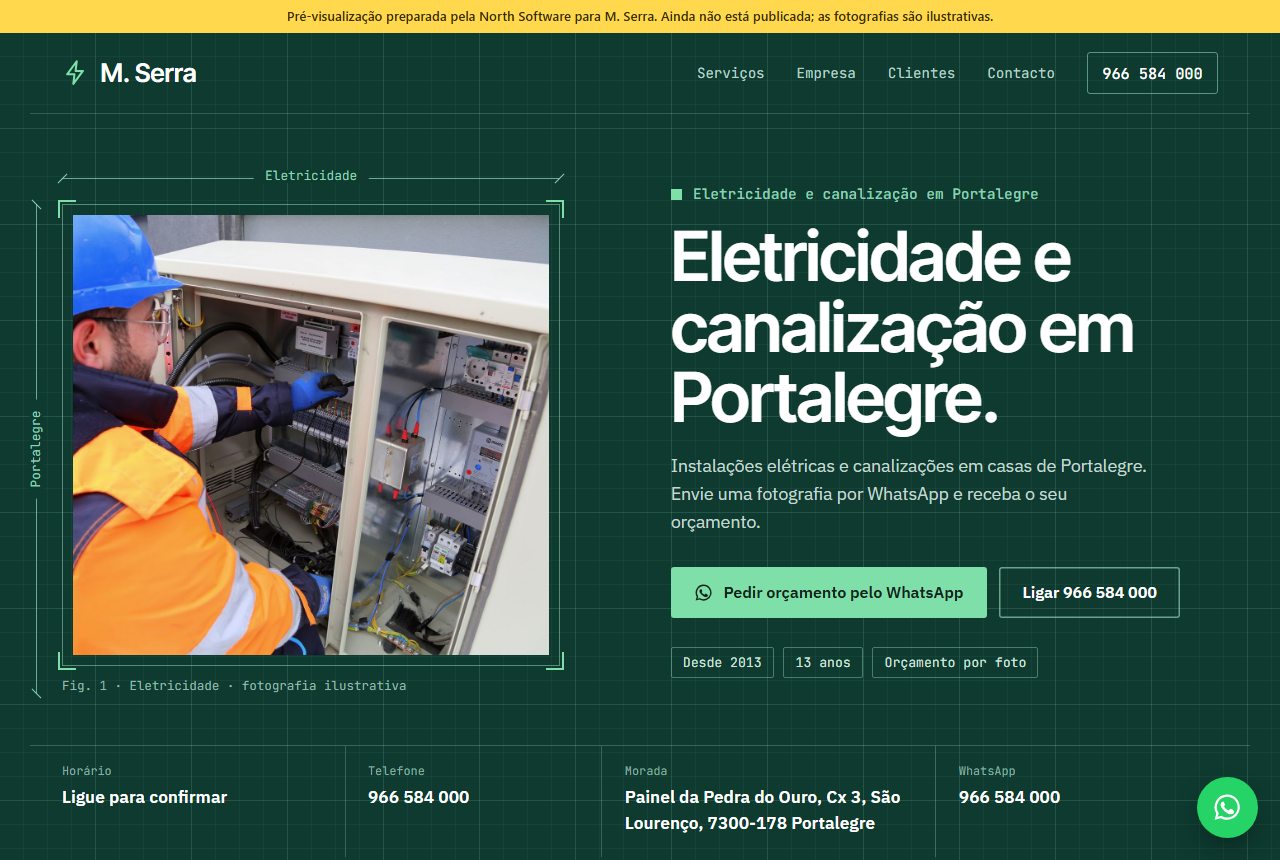 Pré-visualização preparada pela North Software para M. Serra. Ainda não está publicada; as fotografias são ilustrativas.
M. Serra
Serviços
Empresa
Clientes
Contacto
966 584 000
Eletricidade
Portalegre
Fig. 1 · Eletricidade · fotografia ilustrativa
Eletricidade e canalização em Portalegre
Eletricidade e
canalização em
Portalegre.
Instalações elétricas e canalizações em casas de Portalegre.
Envie uma fotografia por WhatsApp e receba o seu
orçamento.
Pedir orçamento pelo WhatsApp
Ligar 966 584 000
Desde 2013
13 anos
Orçamento por foto
Horário
Ligue para confirmar
Telefone
966 584 000
Morada
Painel da Pedra do Ouro, Cx 3, São
Lourenço, 7300-178 Portalegre
WhatsApp
966 584 000